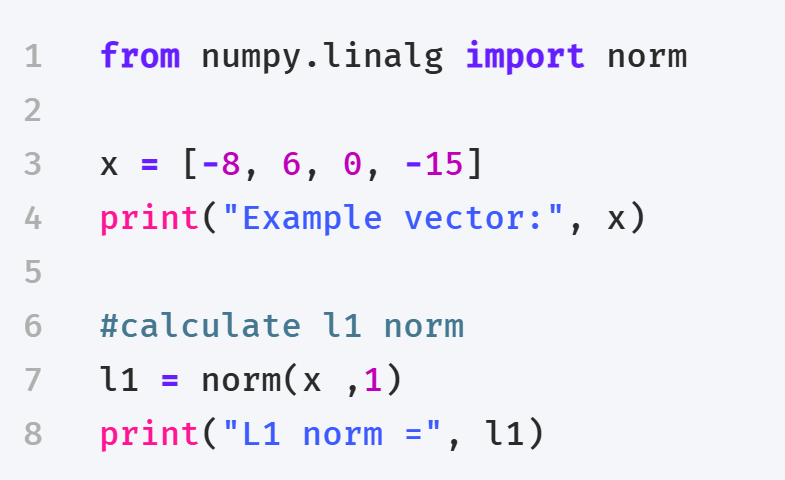 1 from numpy.linalg import norm
2
3 x = [-8, 6, 0, -15]
4 print("Example vector:", x)
5
6 #calculate l1 norm
7 l1 = norm(x ,1)
8 print("L1 norm =", l1)